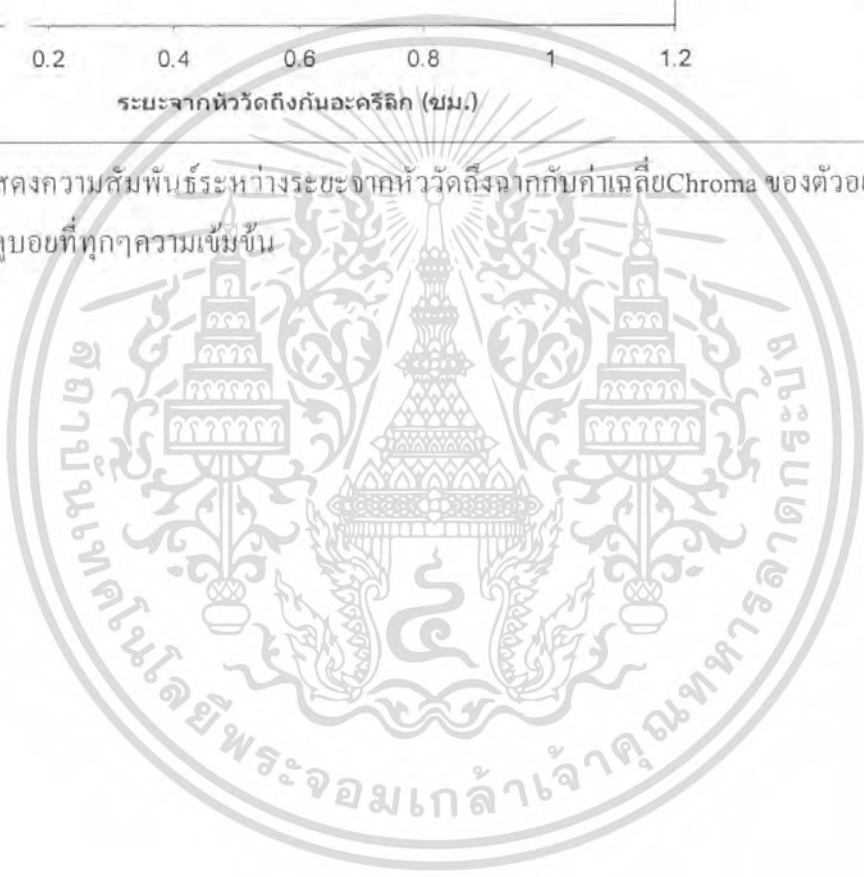 0.2 0.4 0.6 0.8 1 1.2
ระยะจากหัววัดถึงก้นอะครีลิก (ซม.)
สดงความสัมพันธ์ระหว่างระยะจากหัววัดถึงฉากกับค่าเฉลี่ยChroma ของตัวอ
ทูบอยที่ทุกๆความเข้มข้น
สถาบันเทคโนโลยีพระจอมเกล้าเจ้าคุณทหารลาดกระบัง